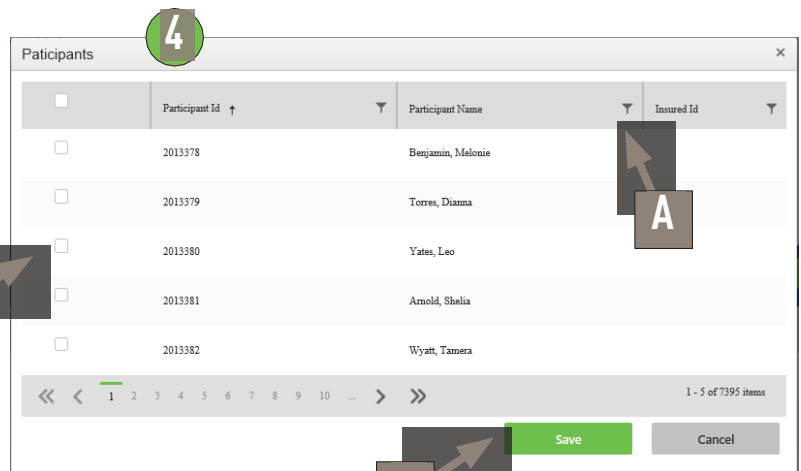 4
Paticipants ×
Participant Id ↑ Participant Name Insured Id
2013378 Benjamin, Melonie
2013379 Torres, Dianna
A
2013380 Yates, Leo
2013381 Arnold, Shelia
2013382 Wyatt, Tamera
1 2 3 4 5 6 7 8 9 10 ... 1 - 5 of 7395 items
Save Cancel